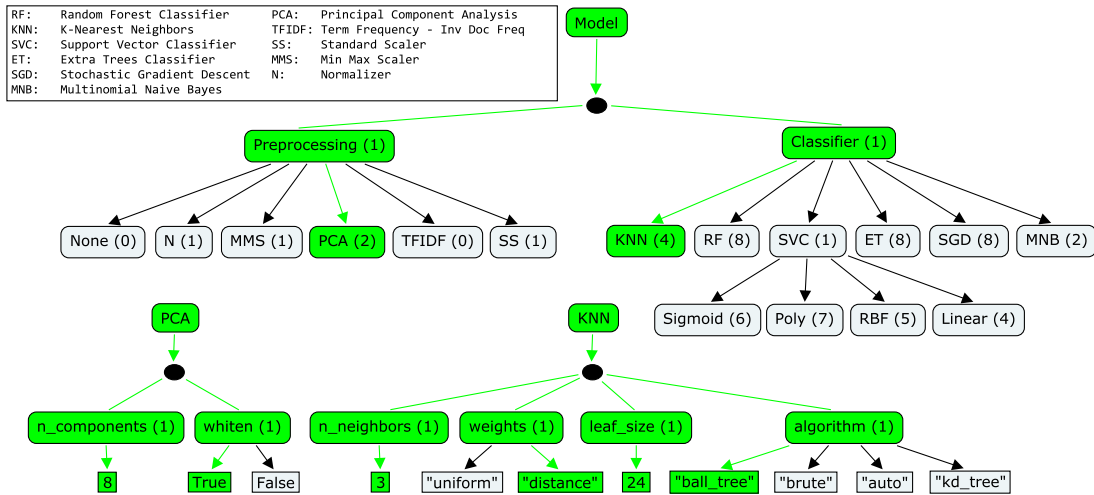 RF: Random Forest Classifier PCA: Principal Component Analysis
KNN: K-Nearest Neighbors TFIDF: Term Frequency - Inv Doc Freq
SVC: Support Vector Classifier SS: Standard Scaler
ET: Extra Trees Classifier MMS: Min Max Scaler
SGD: Stochastic Gradient Descent N: Normalizer
MNB: Multinomial Naive Bayes
Model
Preprocessing (1) Classifier (1)
None (0) N (1) MMS (1) PCA (2) TFIDF (0) SS (1) KNN (4) RF (8) SVC (1) ET (8) SGD (8) MNB (2)
Sigmoid (6) Poly (7) RBF (5) Linear (4)
PCA KNN
n_components (1) whiten (1) n_neighbors (1) weights (1) leaf_size (1) algorithm (1)
8 True False 3 "uniform" "distance" 24 "ball_tree" "brute" "auto" "kd_tree"